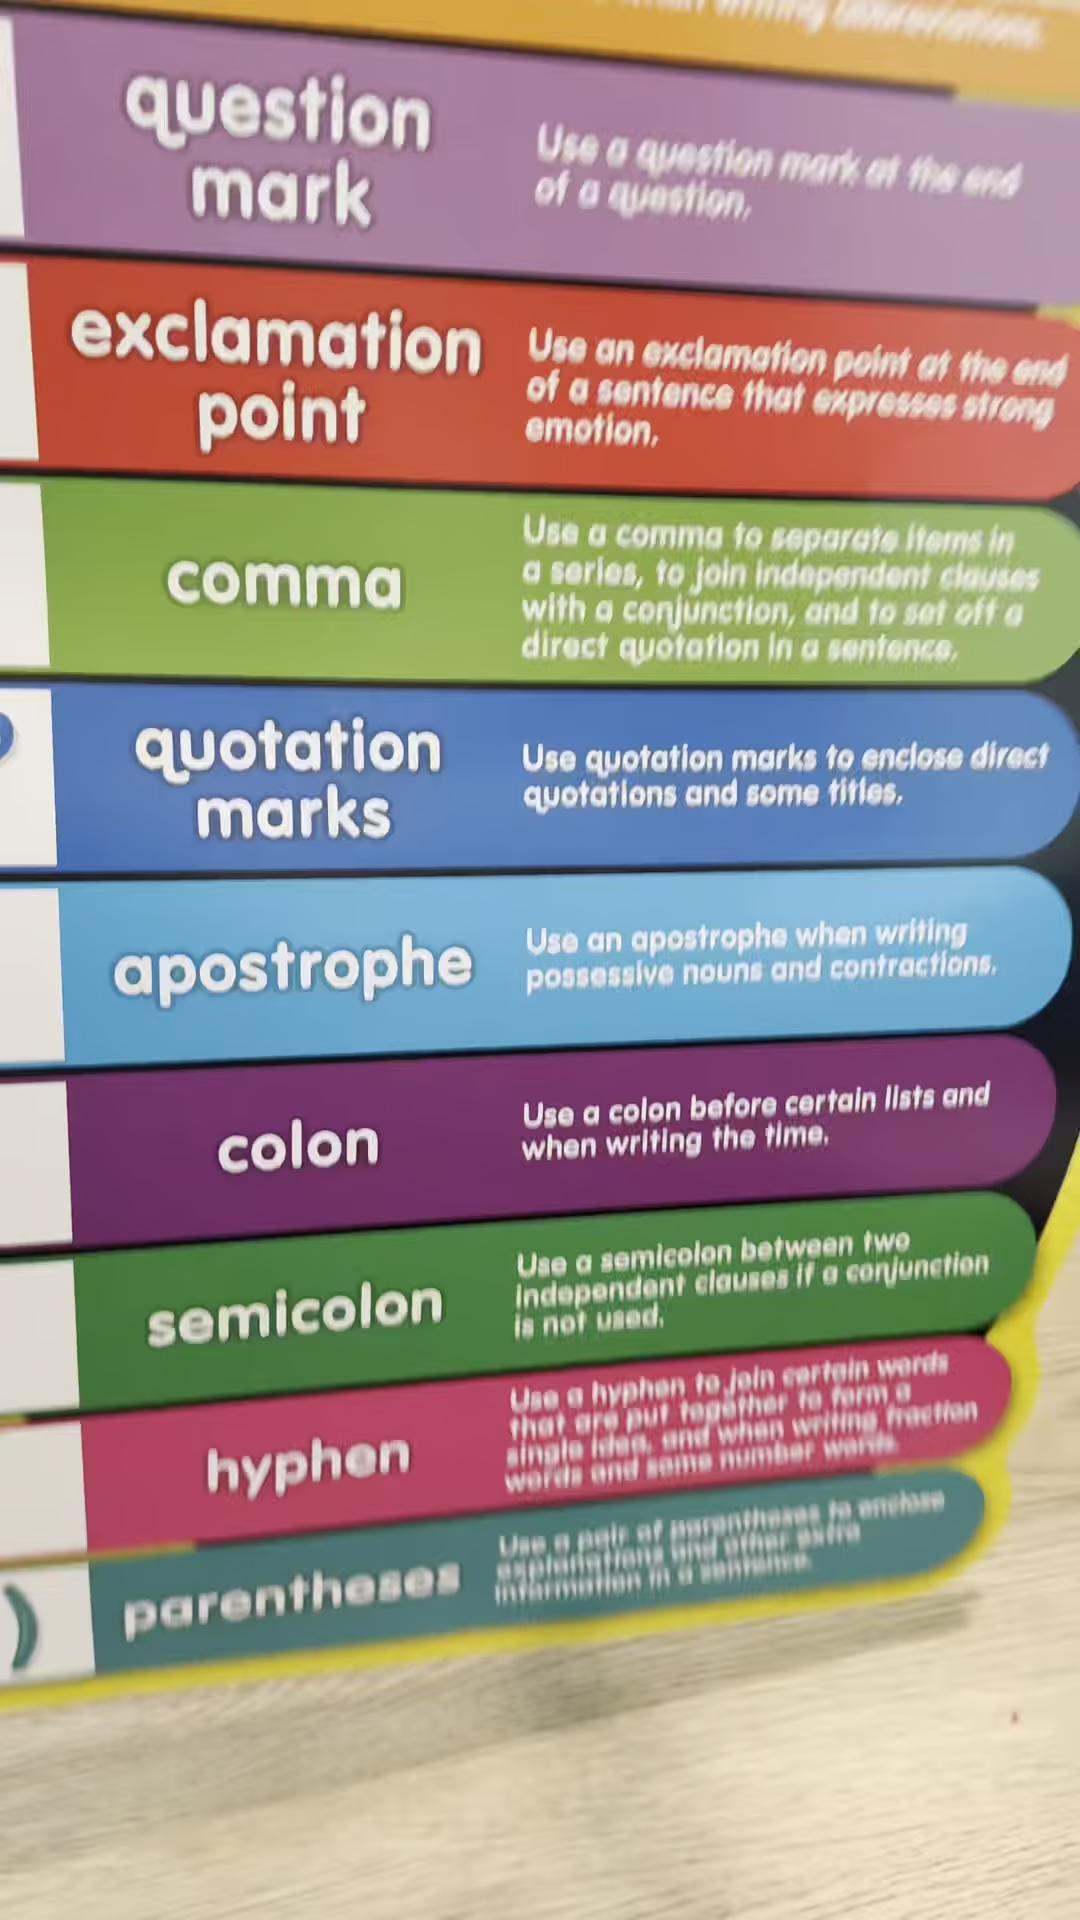 writing abbreviations.
question
mark
Use a question mark at the end
of a question.
exclamation
point
Use an exclamation point at the end
of a sentence that expresses strong
emotion.
comma
Use a comma to separate items in
a series, to join independent clauses
with a conjunction, and to set off a
direct quotation in a sentence.
quotation
marks
Use quotation marks to enclose direct
quotations and some titles.
apostrophe
Use an apostrophe when writing
possessive nouns and contractions.
colon
Use a colon before certain lists and
when writing the time.
semicolon
Use a semicolon between two
independent clauses if a conjunction
is not used.
hyphen
Use a hyphen to join certain words
that are put together to form a
single idea, and when writing fraction
words and some number words.
parentheses
Use a pair of parentheses to enclose
explanations and other extra
information in a sentence.
)